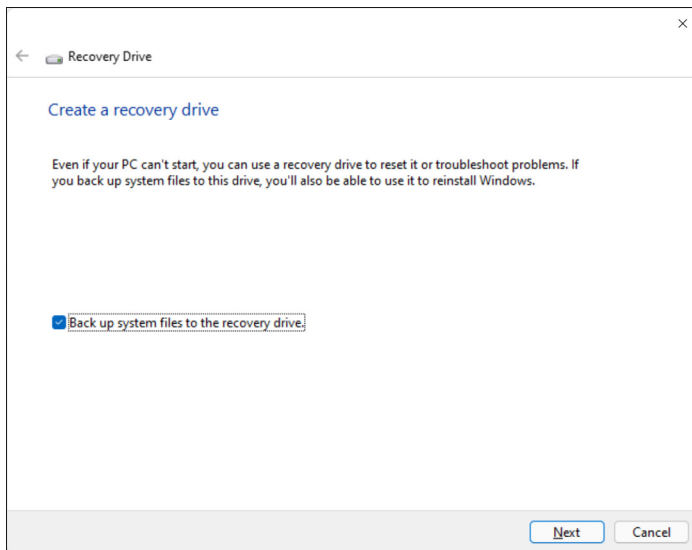 Recovery Drive
Create a recovery drive
Even if your PC can't start, you can use a recovery drive to reset it or troubleshoot problems. If
you back up system files to this drive, you'll also be able to use it to reinstall Windows.
Back up system files to the recovery drive.
Next
Cancel